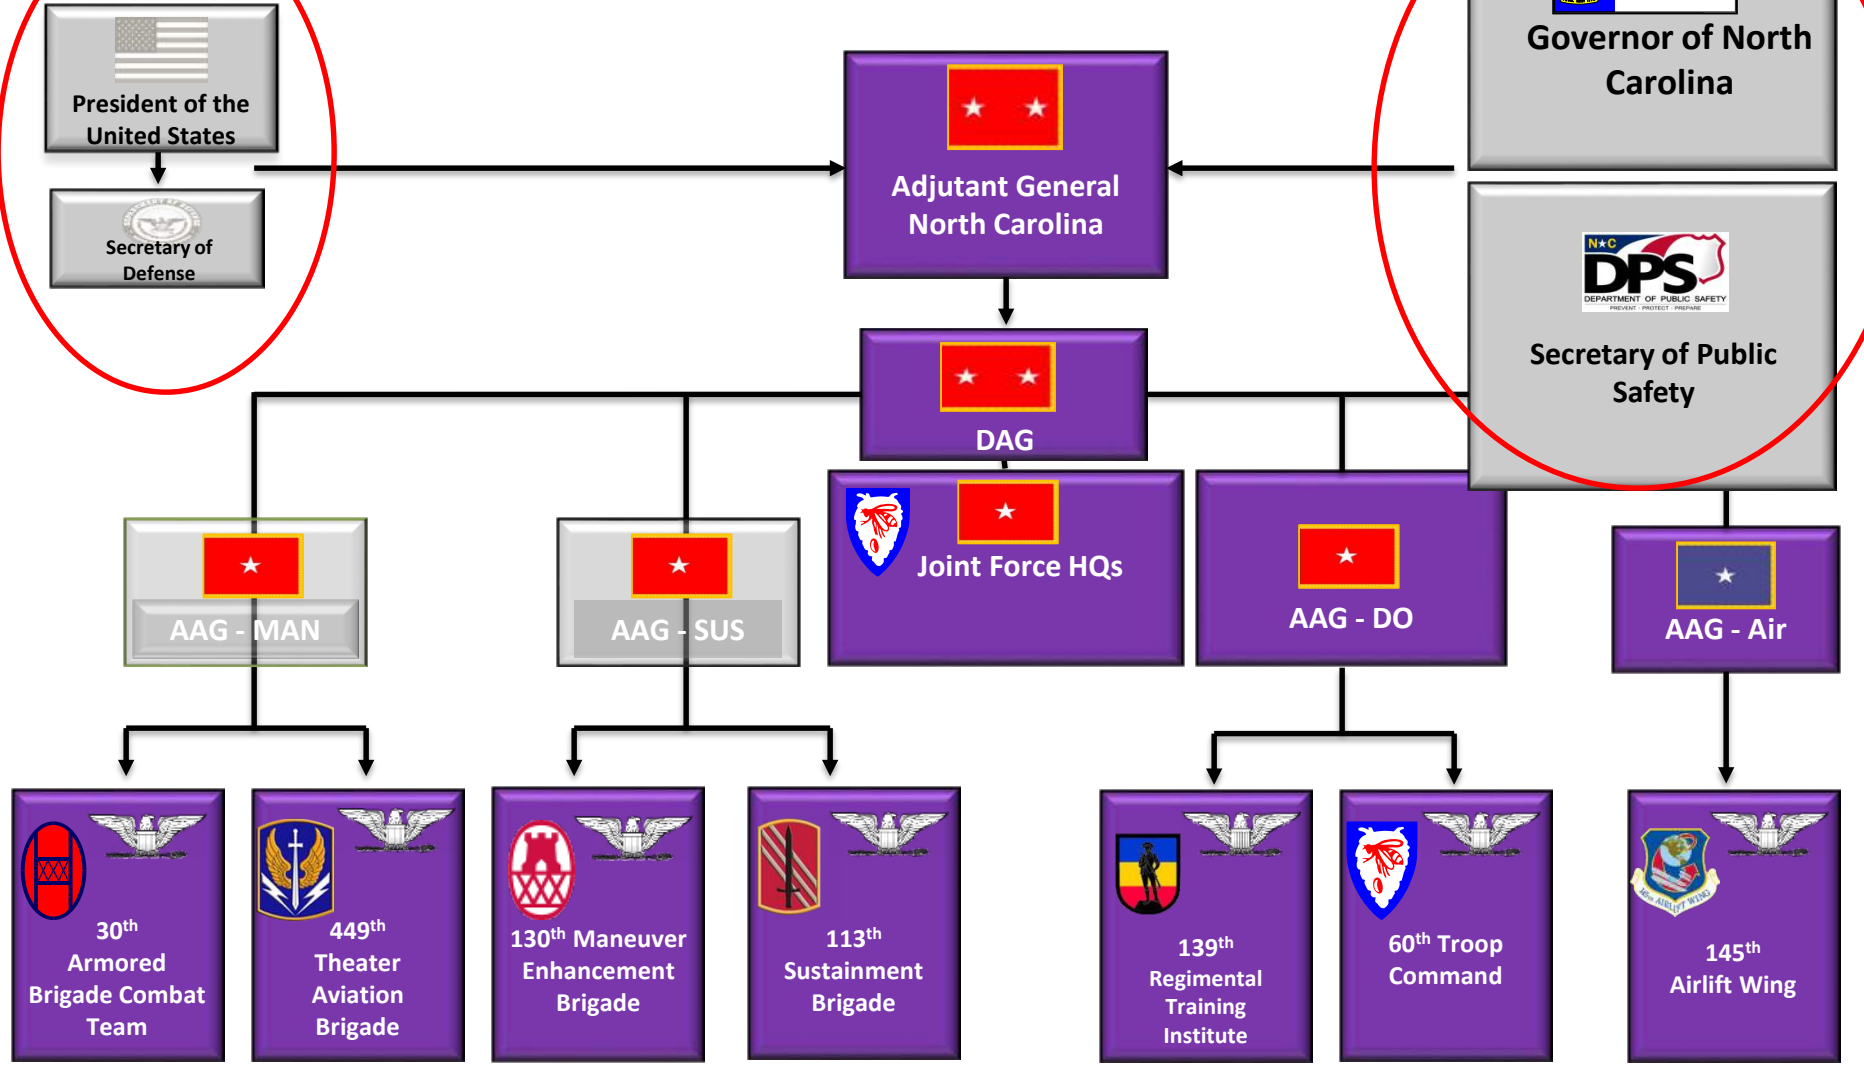 President of the
United States
Secretary of
Defense
Governor of North
Carolina
Adjutant General
North Carolina
N★C
DPS
DEPARTMENT OF PUBLIC SAFETY
PREVENT · PROTECT · PREPARE
Secretary of Public
Safety
DAG
Joint Force HQs
AAG - MAN
AAG - SUS
AAG - DO
AAG - Air
30th
Armored
Brigade Combat
Team
449th
Theater
Aviation
Brigade
130th Maneuver
Enhancement
Brigade
113th
Sustainment
Brigade
139th
Regimental
Training
Institute
60th Troop
Command
145TH AIRLIFT WING
145th
Airlift Wing